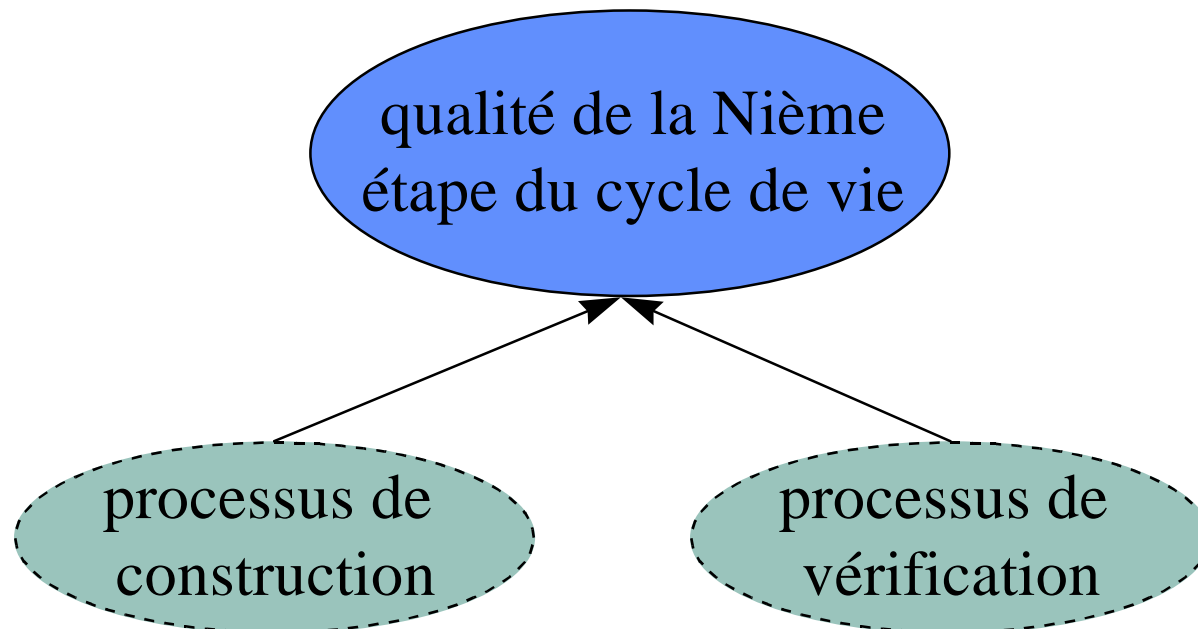 qualité de la Nième
étape du cycle de vie
processus de
construction
processus de
vérification